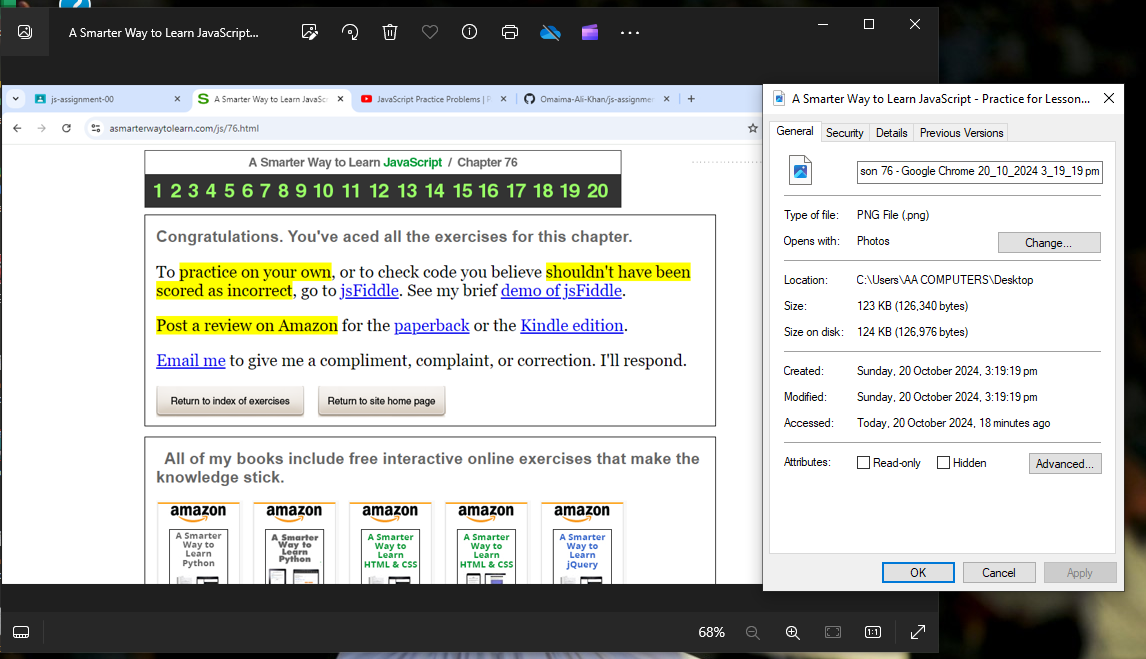 A Smarter Way to Learn JavaScript...
js-assignment-00
A Smarter Way to Learn JavaSc
JavaScript Practice Problems |
Omaima-Ali-Khan/js-assignmen
asmarterwaytolearn.com/js/76.html
A Smarter Way to Learn JavaScript / Chapter 76
1 2 3 4 5 6 7 8 9 10 11 12 13 14 15 16 17 18 19 20
Congratulations. You've aced all the exercises for this chapter.
To practice on your own, or to check code you believe shouldn't have been
scored as incorrect, go to jsFiddle. See my brief demo of jsFiddle.
Post a review on Amazon for the paperback or the Kindle edition.
Email me to give me a compliment, complaint, or correction. I'll respond.
Return to index of exercises
Return to site home page
All of my books include free interactive online exercises that make the
knowledge stick.
amazon
A Smarter
Way to
Learn
Python
amazon
A Smarter
Way to
Learn
Python
amazon
A Smarter
Way to
Learn
HTML & CSS
amazon
A Smarter
Way to
Learn
HTML & CSS
amazon
A Smarter
Way to
Learn
jQuery
68%
1:1
A Smarter Way to Learn JavaScript - Practice for Lesson...
General
Security
Details
Previous Versions
son 76 - Google Chrome 20_10_2024 3_19_19 pm
Type of file: PNG File (.png)
Opens with: Photos
Change...
Location: C:\Users\AA COMPUTERS\Desktop
Size: 123 KB (126,340 bytes)
Size on disk: 124 KB (126,976 bytes)
Created: Sunday, 20 October 2024, 3:19:19 pm
Modified: Sunday, 20 October 2024, 3:19:19 pm
Accessed: Today, 20 October 2024, 18 minutes ago
Attributes: Read-only Hidden Advanced...
OK
Cancel
Apply